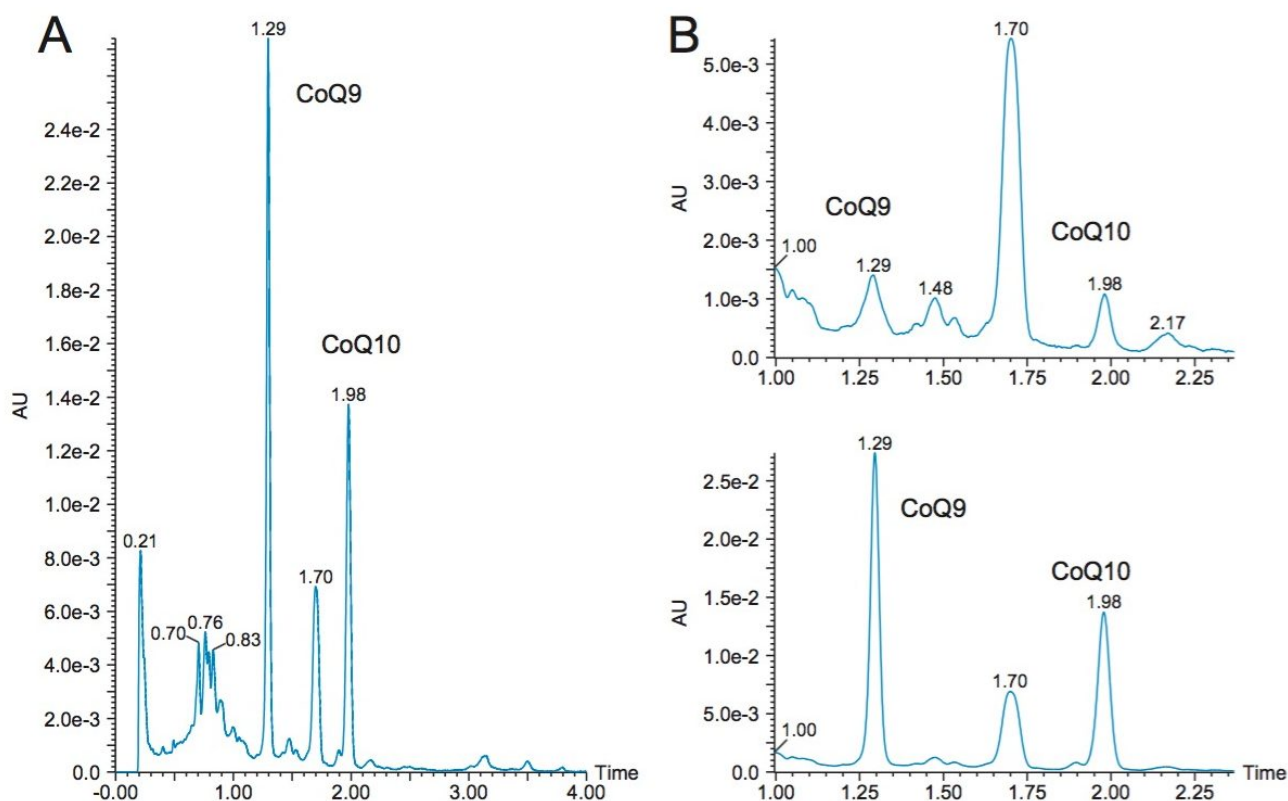 A
1.29
CoQ9
2.4e-2
2.2e-2
2.0e-2
1.8e-2
1.6e-2
CoQ10
1.98
1.4e-2
AU
1.2e-2
1.0e-2
0.21
8.0e-3
1.70
6.0e-3
0.70
0.76
0.83
4.0e-3
2.0e-3
0.0
-0.00
1.00
2.00
3.00
4.00
Time
B
1.70
5.0e-3
4.0e-3
3.0e-3
AU
CoQ9
CoQ10
2.0e-3
1.00
1.29
1.48
1.98
1.0e-3
2.17
0.0
1.00
1.25
1.50
1.75
2.00
2.25
1.29
2.5e-2
CoQ9
2.0e-2
CoQ10
1.98
1.5e-2
AU
1.0e-2
1.70
5.0e-3
1.00
0.0
1.00
1.25
1.50
1.75
2.00
2.25
Time